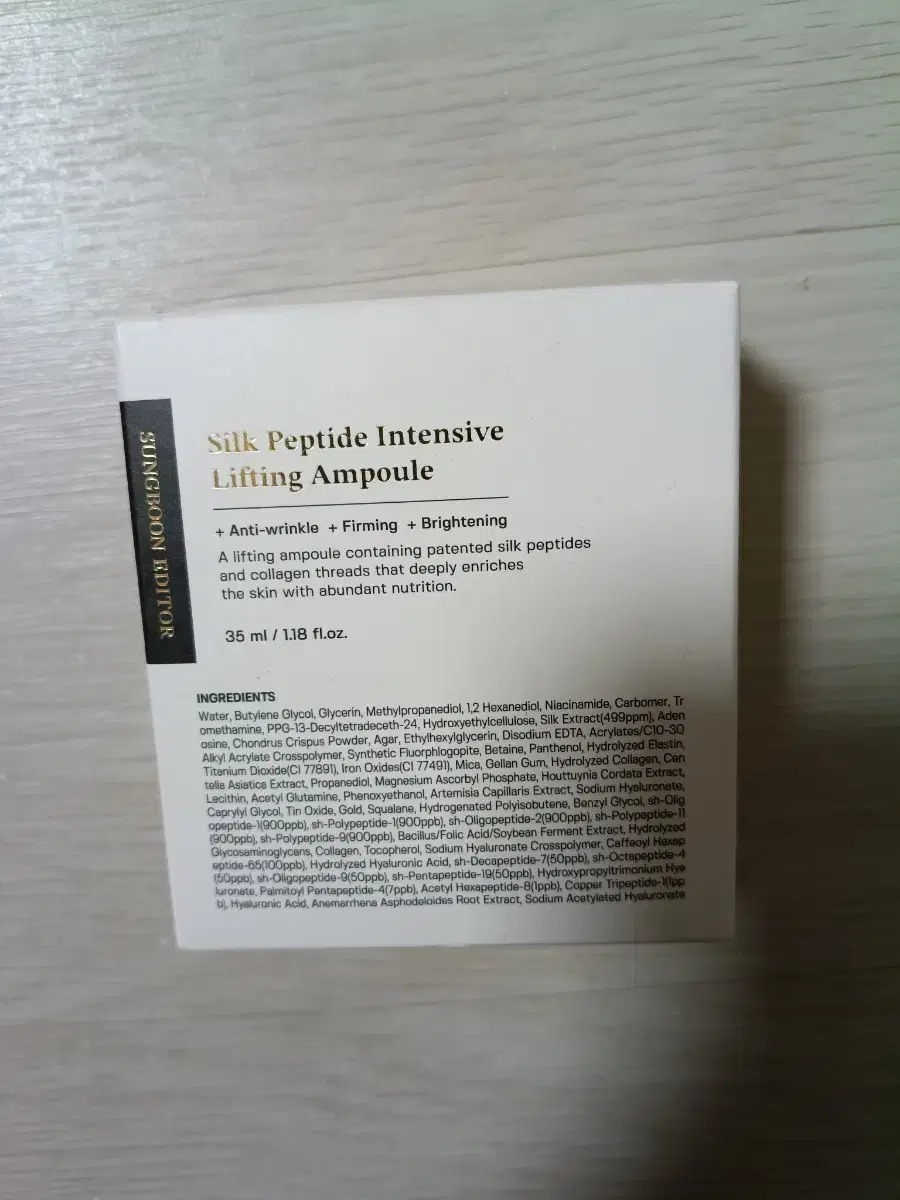 SUNGBOON EDITOR
Silk Peptide Intensive
Lifting Ampoule
+ Anti-wrinkle + Firming + Brightening
A lifting ampoule containing patented silk peptides
and collagen threads that deeply enriches
the skin with abundant nutrition.
35 ml / 1.18 fl.oz.
INGREDIENTS
Water, Butylene Glycol, Glycerin, Methylpropanediol, 1,2 Hexanediol, Niacinamide, Carbomer, Tr
omethamine, PPG-13-Decyltetradeceth-24, Hydroxyethylcellulose, Silk Extract(499ppm), Aden
osine, Chondrus Crispus Powder, Agar, Ethylhexylglycerin, Disodium EDTA, Acrylates/C10-30
Alkyl Acrylate Crosspolymer, Synthetic Fluorphlogopite, Betaine, Panthenol, Hydrolyzed Elastin,
Titanium Dioxide(CI 77891), Iron Oxides(CI 77491), Mica, Gellan Gum, Hydrolyzed Collagen, Cen
tella Asiatica Extract, Propanediol, Magnesium Ascorbyl Phosphate, Houttuynia Cordata Extract,
Lecithin, Acetyl Glutamine, Phenoxyethanol, Artemisia Capillaris Extract, Sodium Hyaluronate,
Caprylyl Glycol, Tin Oxide, Gold, Squalane, Hydrogenated Polyisobutene, Benzyl Glycol, sh-Olig
opeptide-1(900ppb), sh-Polypeptide-1(900ppb), sh-Oligopeptide-2(900ppb), sh-Polypeptide-11
(900ppb), sh-Polypeptide-9(900ppb), Bacillus/Folic Acid/Soybean Ferment Extract, Hydrolyzed
Glycosaminoglycans, Collagen, Tocopherol, Sodium Hyaluronate Crosspolymer, Caffeoyl Hexap
eptide-65(100ppb), Hydrolyzed Hyaluronic Acid, sh-Decapeptide-7(50ppb), sh-Octapeptide-4
(50ppb), sh-Oligopeptide-9(50ppb), sh-Pentapeptide-19(50ppb), Hydroxypropyltrimonium Hya
luronate, Palmitoyl Pentapeptide-4(7ppb), Acetyl Hexapeptide-8(1ppb), Copper Tripeptide-1(1pp
b), Hyaluronic Acid, Anemarrhena Asphodeloides Root Extract, Sodium Acetylated Hyaluronate